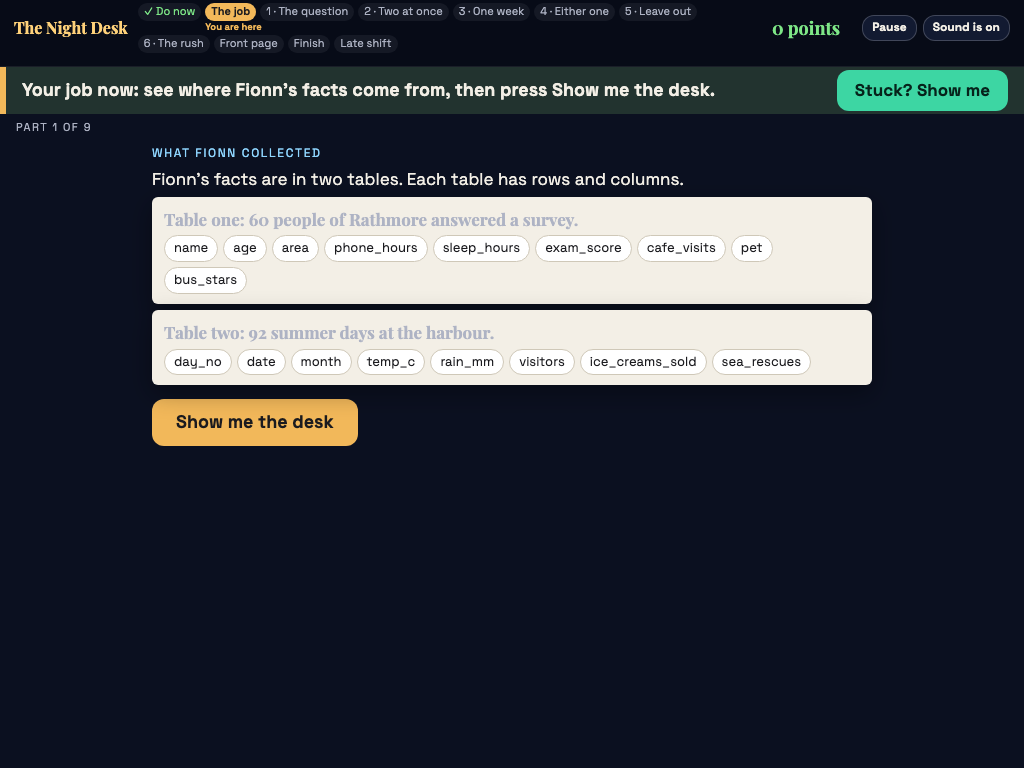 The Night Desk
✓ Do now
The job
1 · The question
2 · Two at once
3 · One week
4 · Either one
5 · Leave out
You are here
6 · The rush
Front page
Finish
Late shift
0 points
Pause
Sound is on
Your job now: see where Fionn's facts come from, then press Show me the desk.
Stuck? Show me
PART 1 OF 9
WHAT FIONN COLLECTED
Fionn's facts are in two tables. Each table has rows and columns.
Table one: 60 people of Rathmore answered a survey.
name age area phone_hours sleep_hours exam_score cafe_visits pet
bus_stars
Table two: 92 summer days at the harbour.
day_no date month temp_c rain_mm visitors ice_creams_sold sea_rescues
Show me the desk